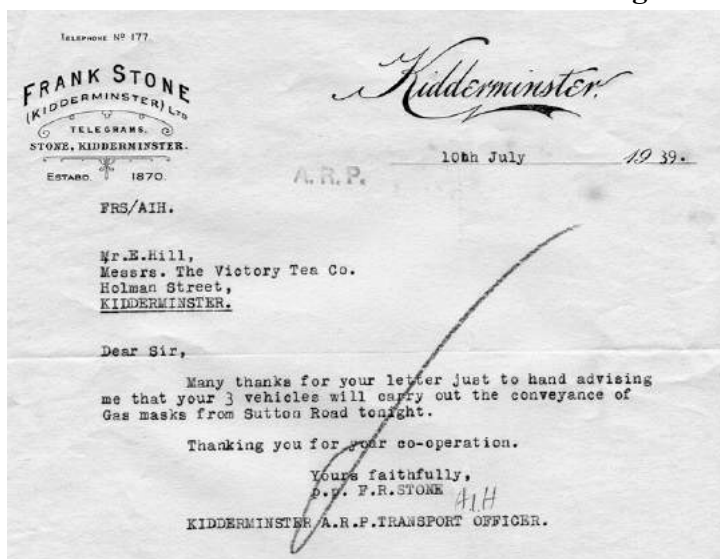 TELEPHONE Nº 177.
FRANK STONE
(KIDDERMINSTER) LTD
TELEGRAMS,
STONE, KIDDERMINSTER.
ESTABD. 1870.
Kidderminster.
10th July 1939.
A.R.P.
FRS/AIH.
Mr.E.Hill,
Messrs. The Victory Tea Co.
Holman Street,
KIDDERMINSTER.
Dear Sir,
Many thanks for your letter just to hand advising
me that your 3 vehicles will carry out the conveyance of
Gas masks from Sutton Road tonight.
Thanking you for your co-operation.
Yours faithfully,
p.p. F.R.STONE
AIH
KIDDERMINSTER A.R.P.TRANSPORT OFFICER.